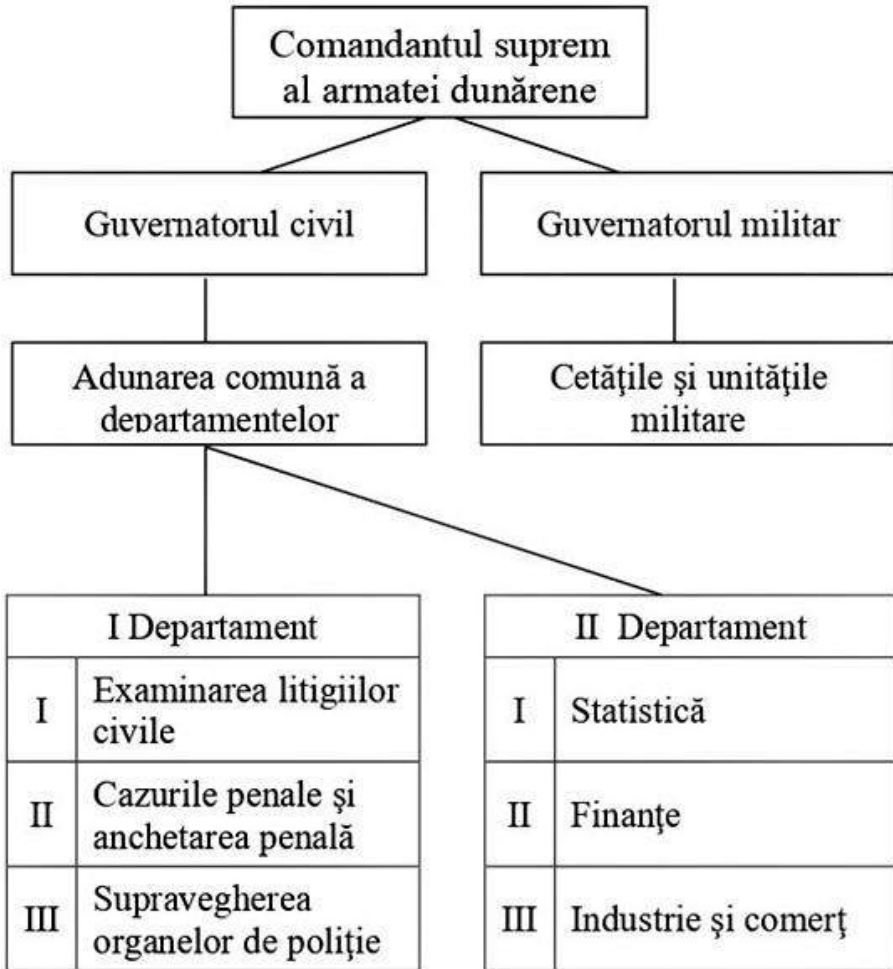 Comandantul suprem
al armatei dunărene
Guvernatorul civil
Guvernatorul militar
Adunarea comună a
departamentelor
Cetăţile şi unităţile
militare
I Departament
I
Examinarea litigiilor
civile
II
Cazurile penale şi
anchetarea penală
III
Supravegherea
organelor de poliţie
II Departament
I
Statistică
II
Finanţe
III
Industrie şi comerţ